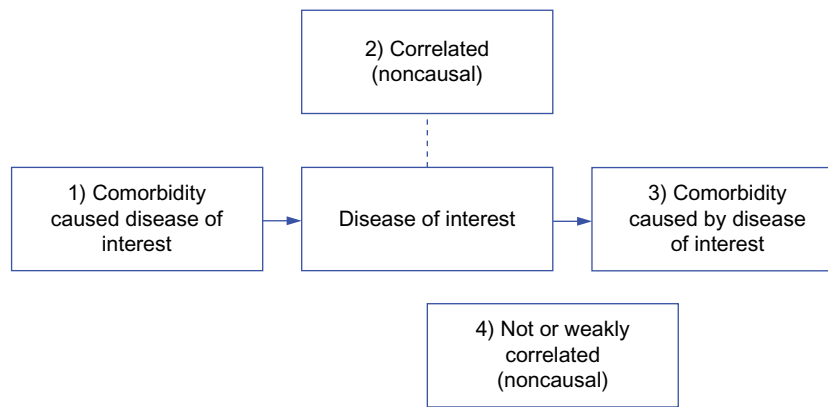 2) Correlated
(noncausal)
1) Comorbidity
caused disease of
interest
Disease of interest
3) Comorbidity
caused by disease
of interest
4) Not or weakly
correlated
(noncausal)